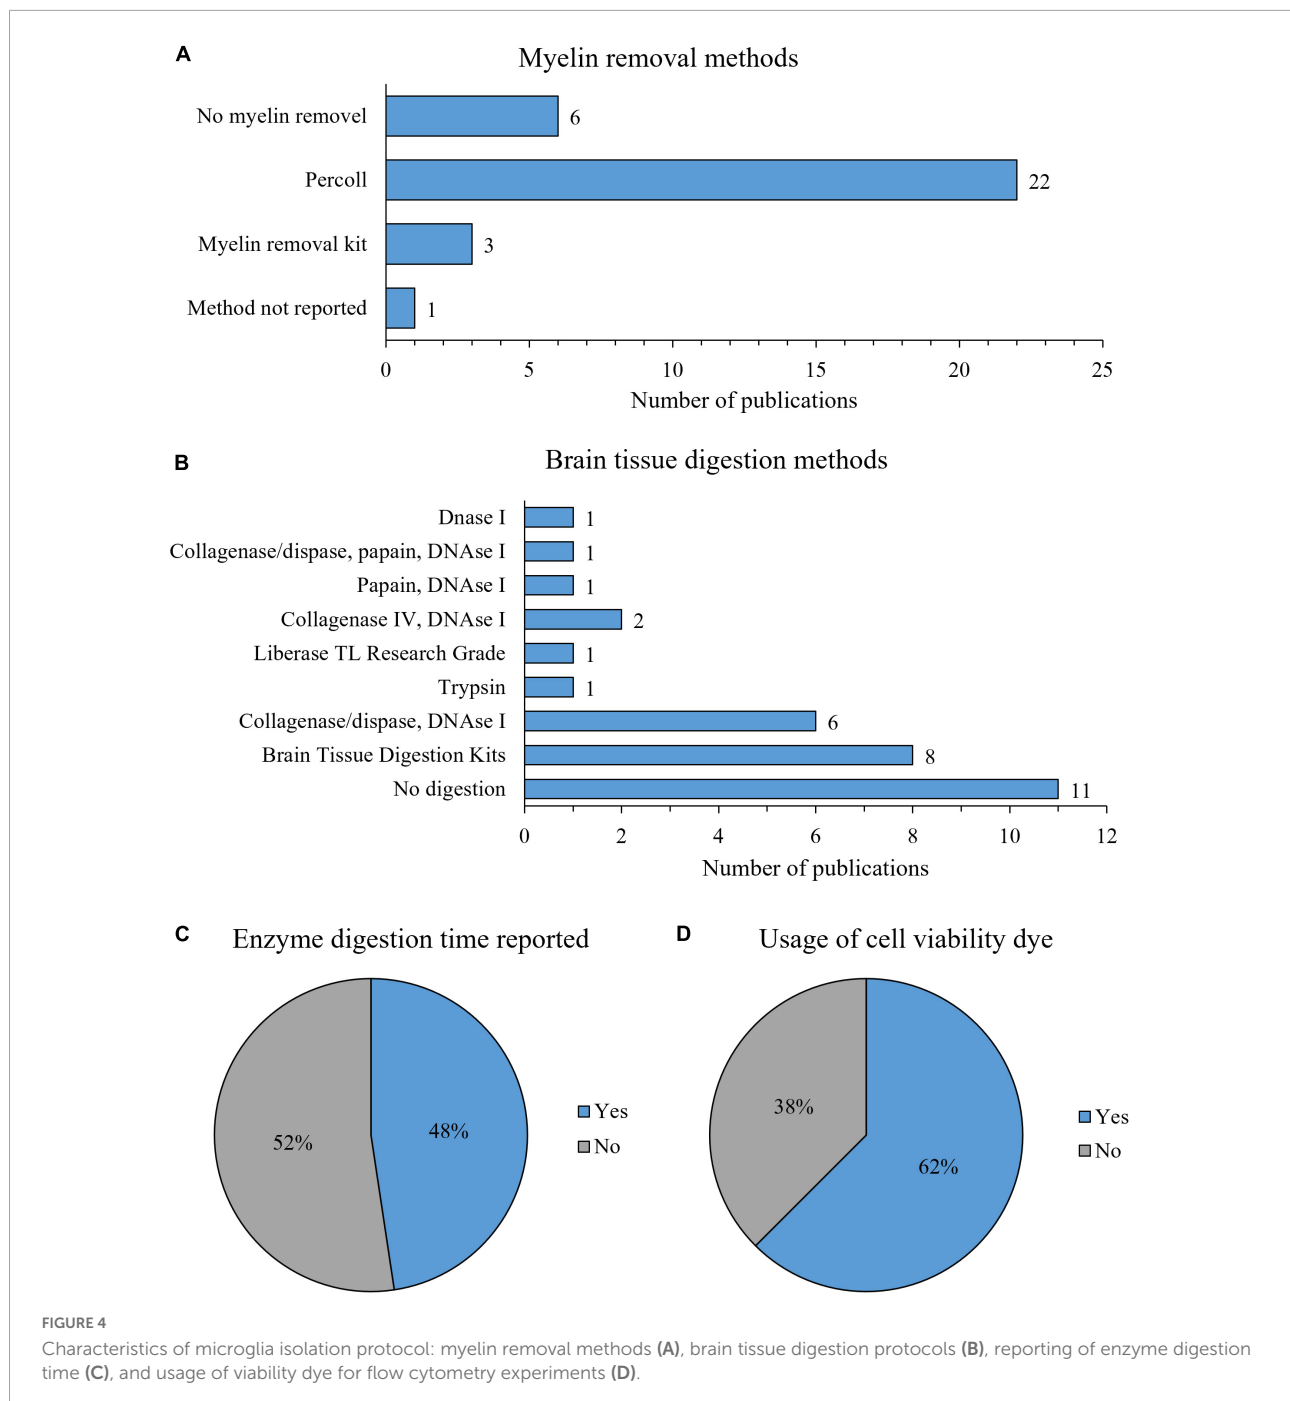 A
Myelin removal methods
No myelin removel
6
Percoll
22
Myelin removal kit
3
Method not reported
1
0 5 10 15 20 25
Number of publications
B
Brain tissue digestion methods
Dnase I
1
Collagenase/dispase, papain, DNAse I
1
Papain, DNAse I
1
Collagenase IV, DNAse I
2
Liberase TL Research Grade
1
Trypsin
1
Collagenase/dispase, DNAse I
6
Brain Tissue Digestion Kits
8
No digestion
11
0 2 4 6 8 10 12
Number of publications
C
Enzyme digestion time reported
52%
48%
Yes
No
D
Usage of cell viability dye
38%
62%
Yes
No
FIGURE 4
Characteristics of microglia isolation protocol: myelin removal methods (A), brain tissue digestion protocols (B), reporting of enzyme digestion
time (C), and usage of viability dye for flow cytometry experiments (D).